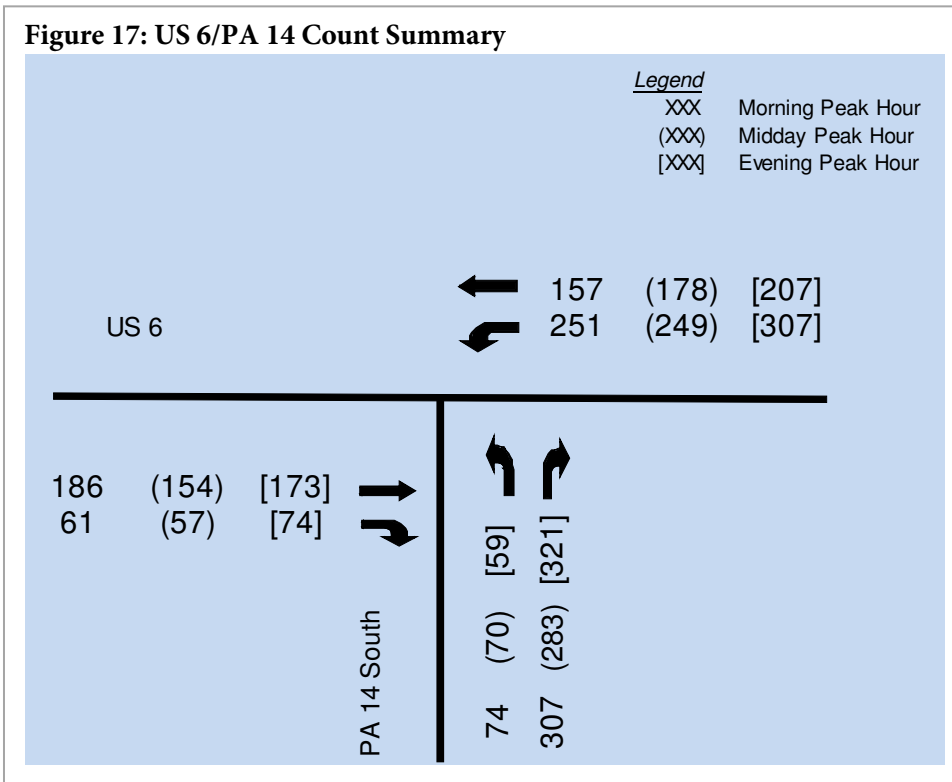 Figure 17: US 6/PA 14 Count Summary
Legend
XXX Morning Peak Hour
(XXX) Midday Peak Hour
[XXX] Evening Peak Hour
157 (178) [207]
US 6 251 (249) [307]
186 (154) [173]
61 (57) [74]
PA 14 South
74 (70) [59]
307 (283) [321]